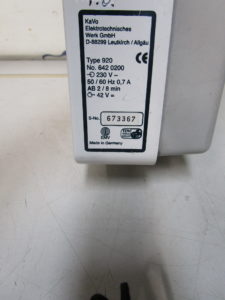 KaVo
Elektrotechnisches
Werk GmbH
D-88299 Leutkirch / Allgäu
CE
Type 920
No. 642 0200
230 V ~
50 / 60 Hz 0,7 A
AB 2 / 8 min
42 V =
S-No. 673367
Made in Germany